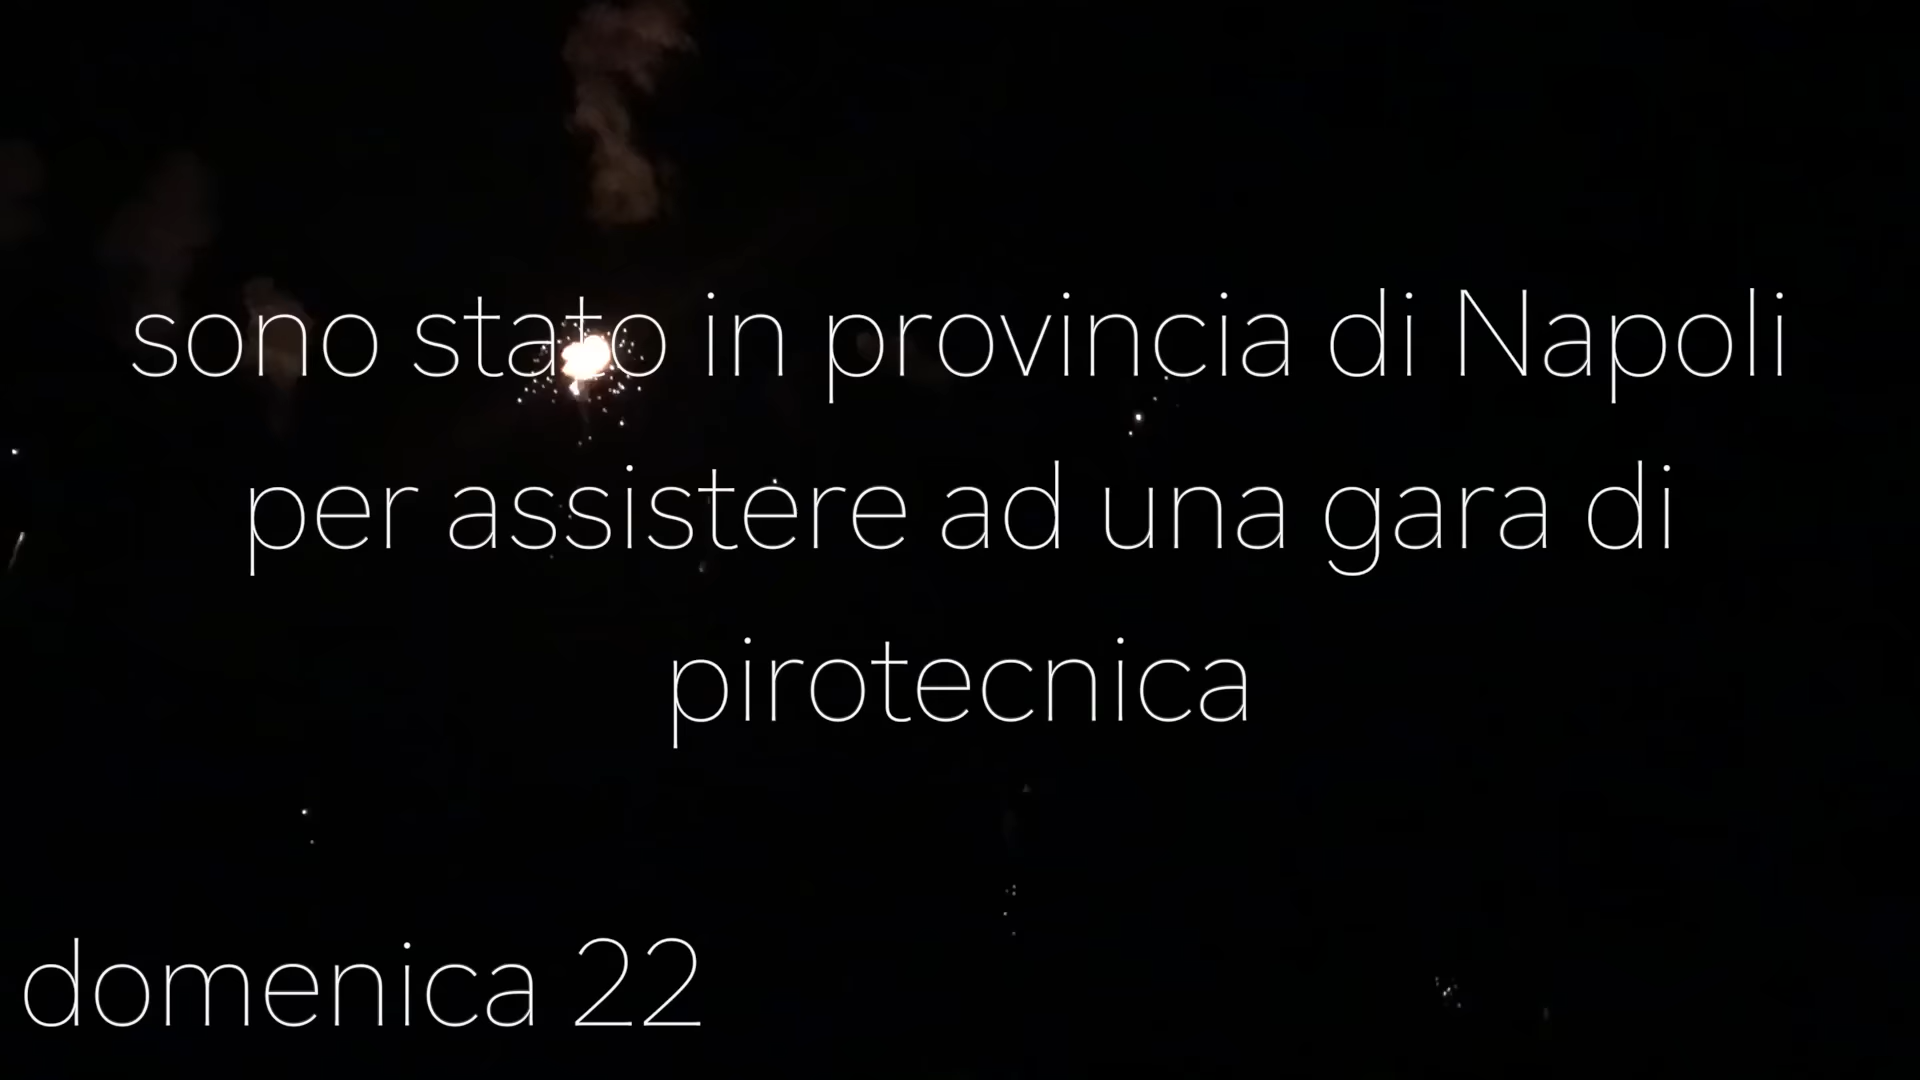 sono stato in provincia di Napoli
per assistere ad una gara di
pirotecnica
domenica 22